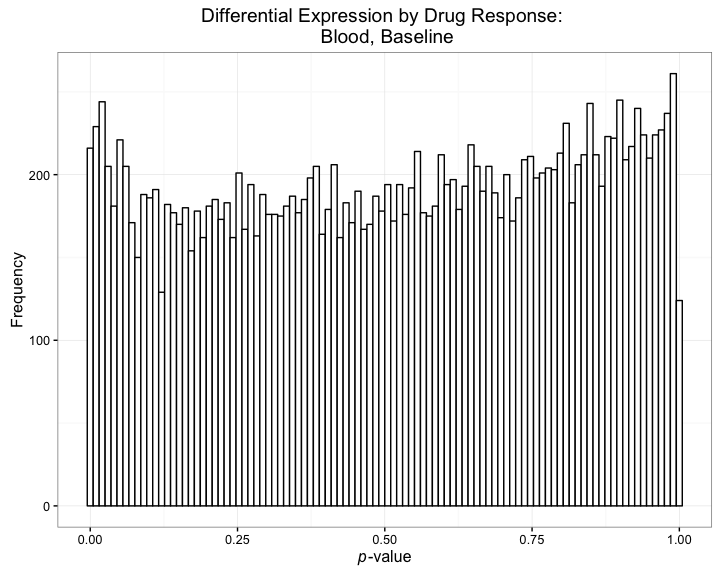 Differential Expression by Drug Response:
Blood, Baseline
Frequency
200
100
0
0.00 0.25 0.50 0.75 1.00
p-value